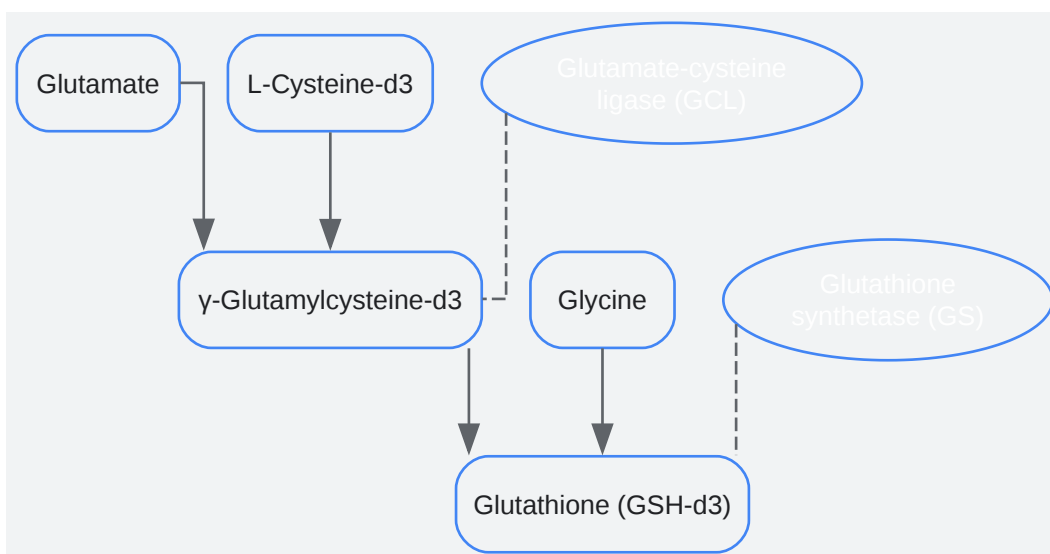 Glutamate
L-Cysteine-d3
Glutamate-cysteine
ligase (GCL)
γ-Glutamylcysteine-d3
Glycine
Glutathione
synthetase (GS)
Glutathione (GSH-d3)